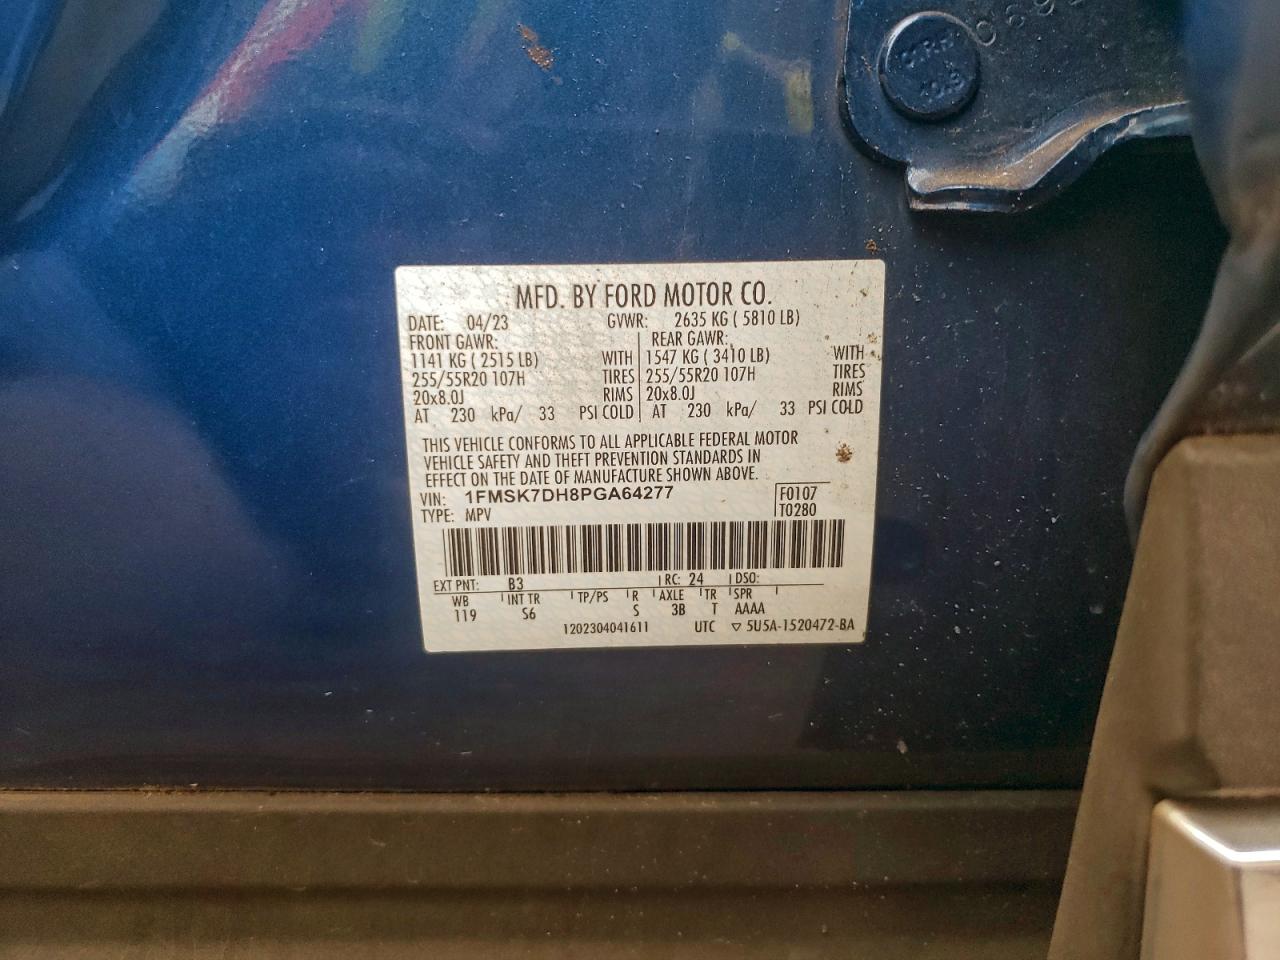 MFD. BY FORD MOTOR CO.
DATE: 04/23 GVWR: 2635 KG ( 5810 LB)
FRONT GAWR: REAR GAWR:
1141 KG ( 2515 LB) WITH 1547 KG ( 3410 LB) WITH
255/55R20 107H TIRES 255/55R20 107H TIRES
20x8.0J RIMS 20x8.0J RIMS
AT 230 kPa/ 33 PSI COLD AT 230 kPa/ 33 PSI COLD
THIS VEHICLE CONFORMS TO ALL APPLICABLE FEDERAL MOTOR
VEHICLE SAFETY AND THEFT PREVENTION STANDARDS IN
EFFECT ON THE DATE OF MANUFACTURE SHOWN ABOVE.
VIN: 1FMSK7DH8PGA64277 F0107
TYPE: MPV T0280
EXT PNT: B3 RC: 24 DSO:
WB INT TR TP/PS R AXLE TR SPR
119 S6 S 3B T AAAA
1202304041611 UTC ▽ 5U5A-1520472-BA